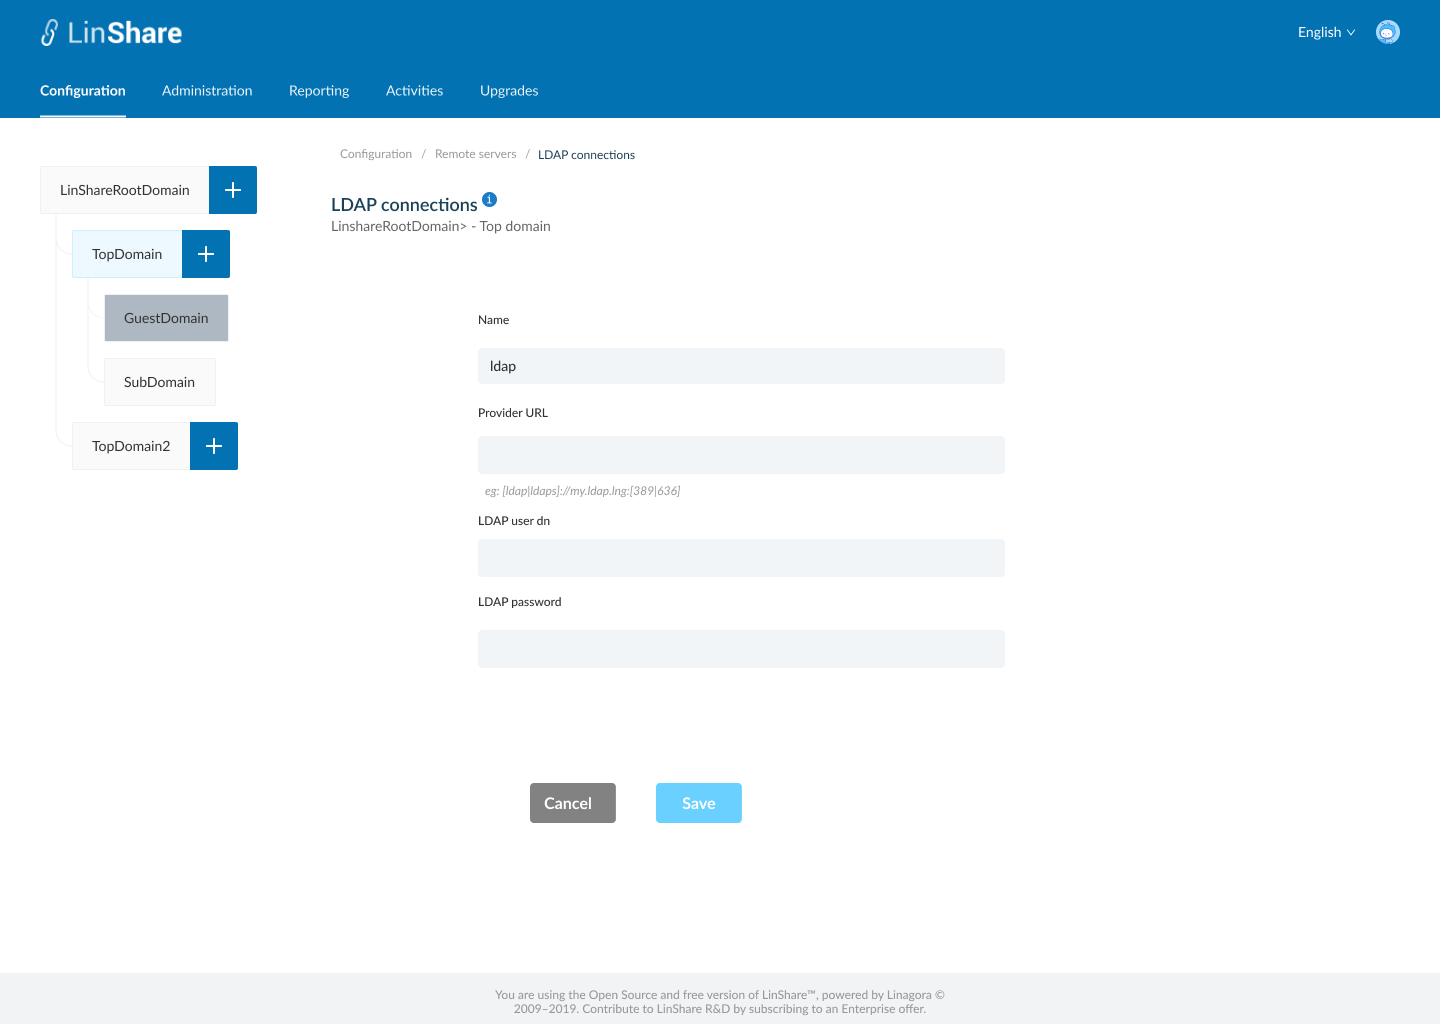 LinShare
English
Configuration
Administration
Reporting
Activities
Upgrades
Configuration / Remote servers / LDAP connections
LinShareRootDomain
TopDomain
GuestDomain
SubDomain
TopDomain2
LDAP connections 1
LinshareRootDomain> - Top domain
Name
ldap
Provider URL
eg: [ldap|ldaps]://my.ldap.lng:[389|636]
LDAP user dn
LDAP password
Cancel
Save
You are using the Open Source and free version of LinShare™, powered by Linagora ©
2009–2019. Contribute to LinShare R&D by subscribing to an Enterprise offer.